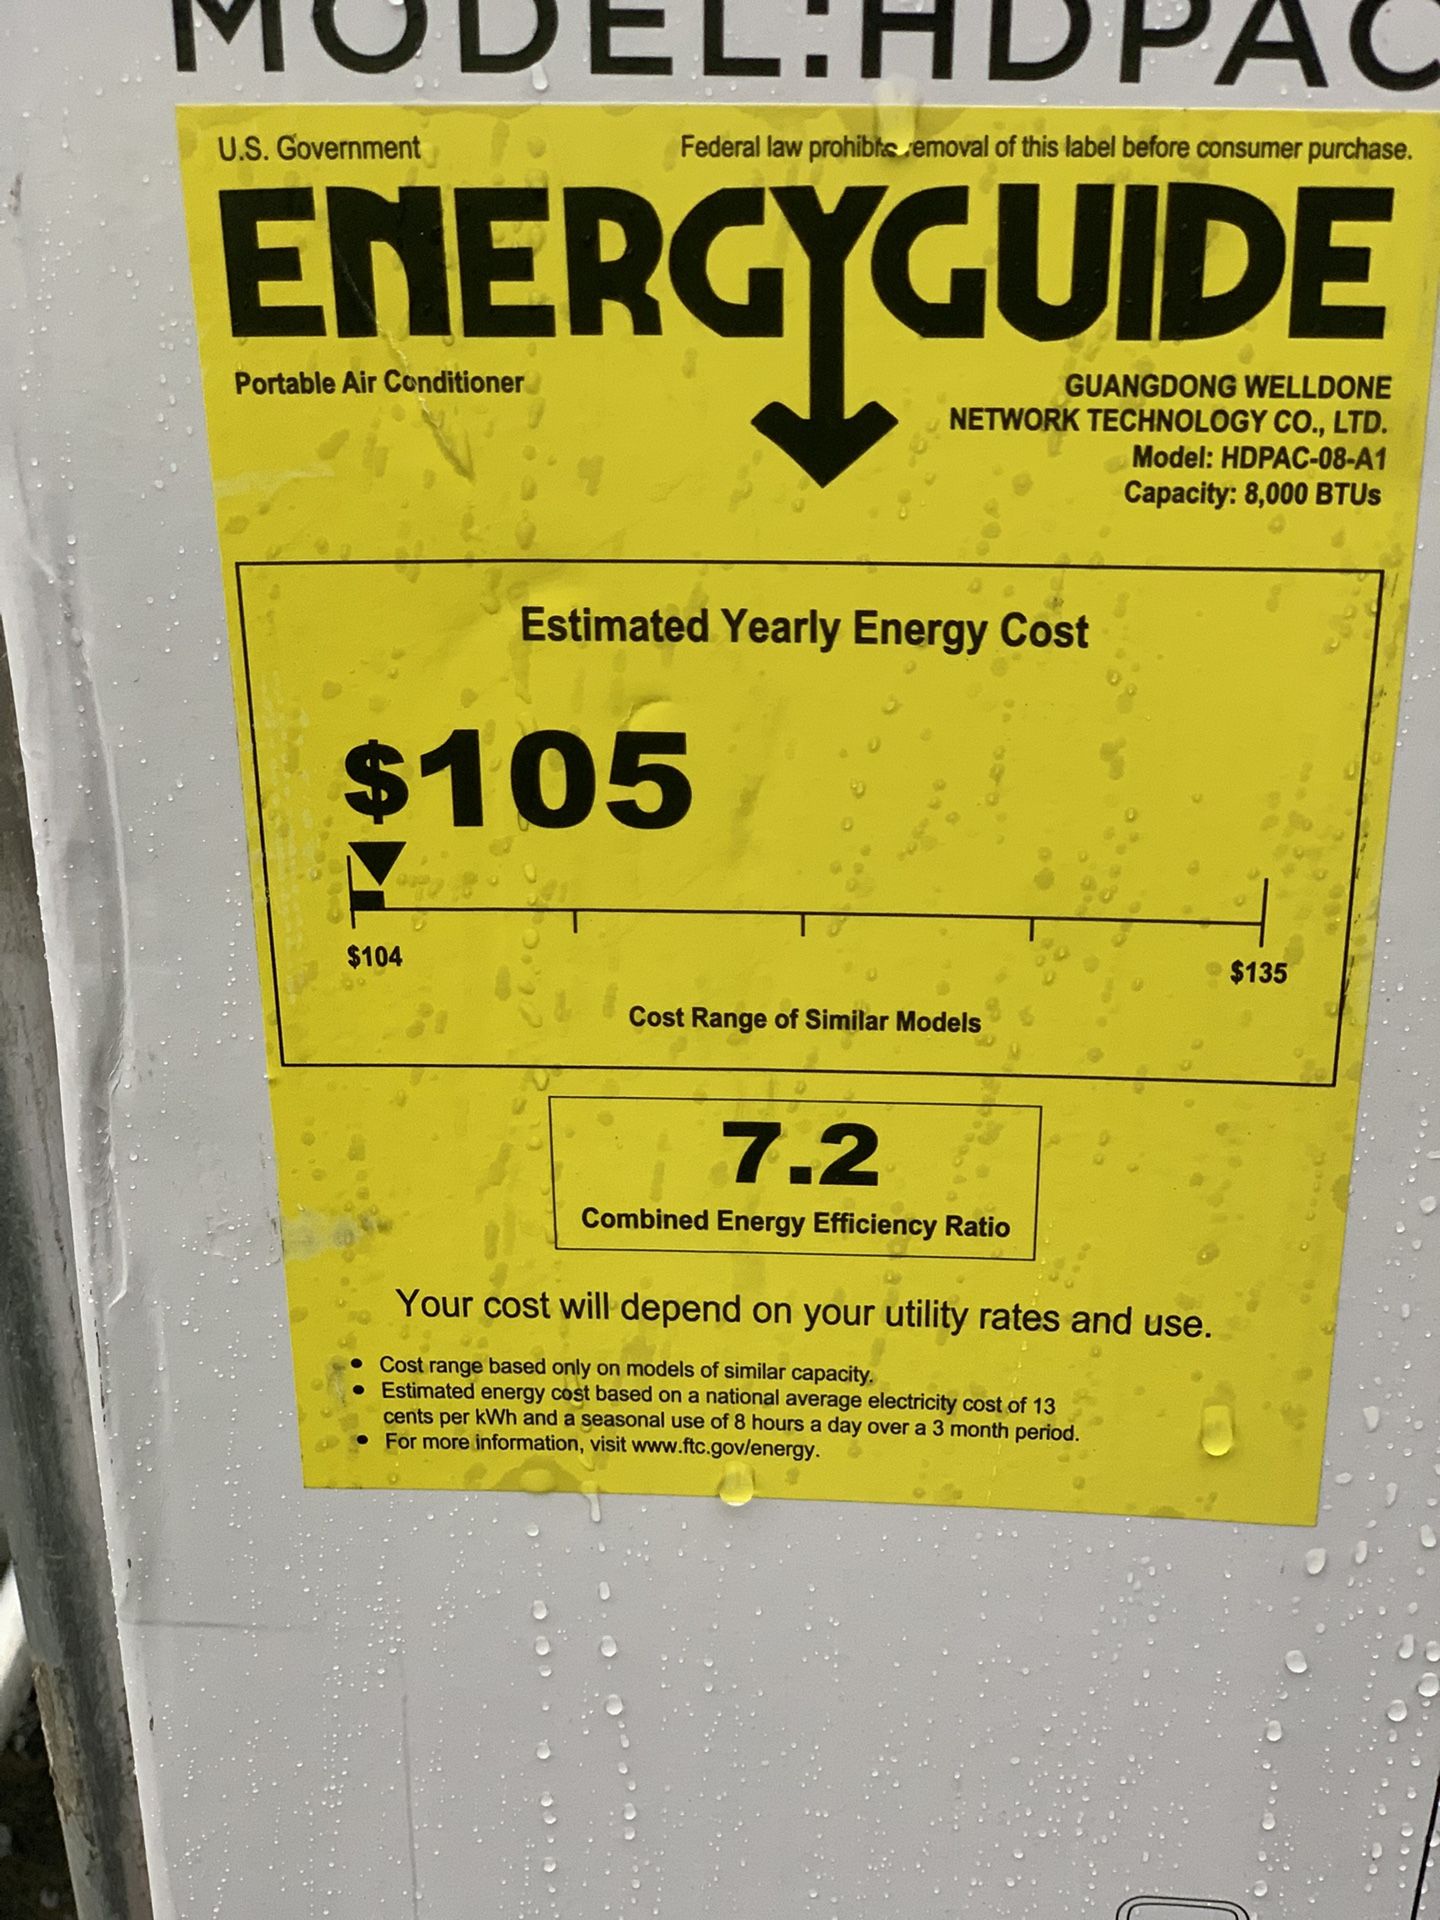 MODEL:HDPAC
U.S. Government
Federal law prohibits removal of this label before consumer purchase.
ENERGYGUIDE
Portable Air Conditioner
GUANGDONG WELLDONE
NETWORK TECHNOLOGY CO., LTD.
Model: HDPAC-08-A1
Capacity: 8,000 BTUs
Estimated Yearly Energy Cost
$105
$104
$135
Cost Range of Similar Models
7.2
Combined Energy Efficiency Ratio
Your cost will depend on your utility rates and use.
• Cost range based only on models of similar capacity.
• Estimated energy cost based on a national average electricity cost of 13
cents per kWh and a seasonal use of 8 hours a day over a 3 month period.
• For more information, visit www.ftc.gov/energy.